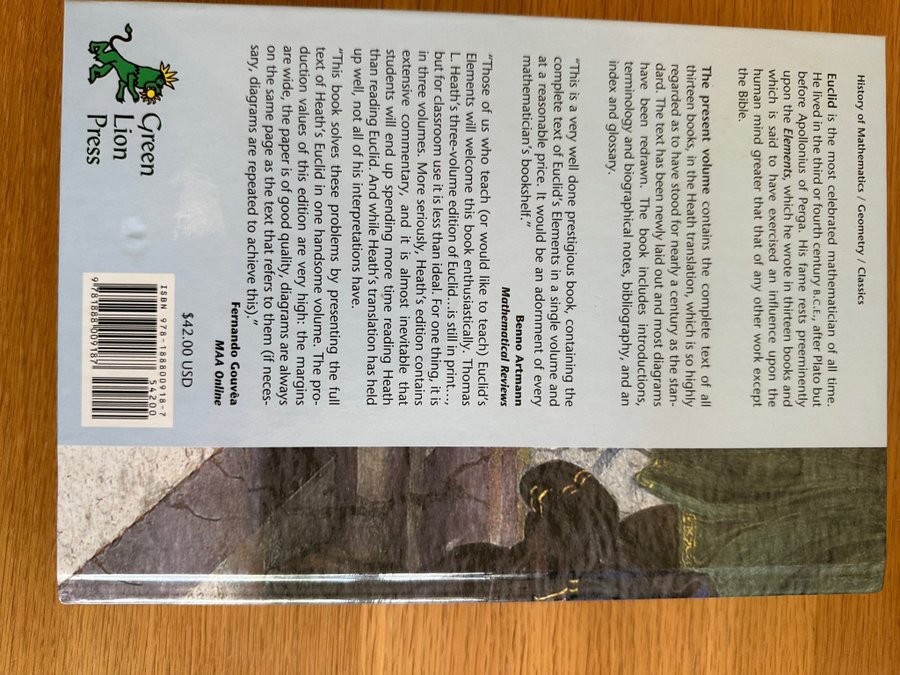 History of Mathematics / Geometry / Classics
Euclid is the most celebrated mathematician of all time.
He lived in the third or fourth century B.C.E., after Plato but
before Apollonius of Perga. His fame rests preeminently
upon the Elements, which he wrote in thirteen books and
which is said to have exercised an influence upon the
human mind greater that that of any other work except
the Bible.
The present volume contains the complete text of all
thirteen books, in the Heath translation, which is so highly
regarded as to have stood for nearly a century as the stan-
dard. The text has been newly laid out and most diagrams
have been redrawn. The book includes introductions,
terminology and biographical notes, bibliography, and an
index and glossary.
"This is a very well done prestigious book, containing the
complete text of Euclid's Elements in a single volume and
at a reasonable price. It would be an adornment of every
mathematician's bookshelf."
Benno Artmann
Mathematical Reviews
"Those of us who teach (or would like to teach) Euclid's
Elements will welcome this book enthusiastically. Thomas
L. Heath's three-volume edition of Euclid...is still in print...,
but for classroom use it is less than ideal. For one thing, it is
in three volumes. More seriously, Heath's edition contains
extensive commentary, and it is almost inevitable that
students will end up spending more time reading Heath
than reading Euclid. And while Heath's translation has held
up well, not all of his interpretations have.
"This book solves these problems by presenting the full
text of Heath's Euclid in one handsome volume. The pro-
duction values of this edition are very high: the margins
are wide, the paper is of good quality, diagrams are always
on the same page as the text that refers to them (if neces-
sary, diagrams are repeated to achieve this)."
Fernando Gouvêa
MAA Online
$42.00 USD
Green
Lion
Press
ISBN 978-188800918-7
54200
9781888009187